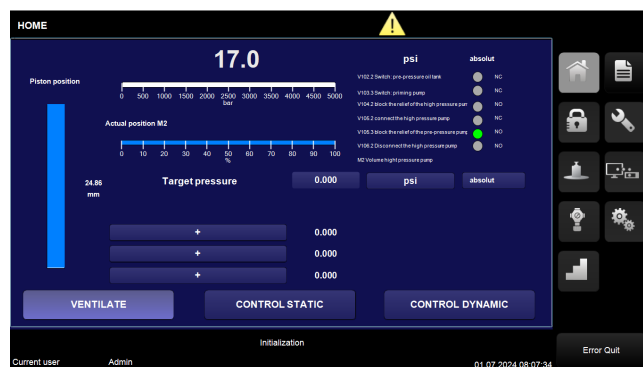 HOME
17.0 psi absolut
Piston position
V102.2 Switch: pre-pressure oil tank NC
V103.3 Switch: priming pump NC
0 500 1000 1500 2000 2500 3000 3500 4000 4500 5000
bar
V104.2 block the relief of the high pressure pun NO
V105.2 connect the high pressure pump NC
Actual position M2
V105.3 block the relief of the pre-pressure pump NO
V106.2 Disconnect the high pressure pump NO
0 10 20 30 40 50 60 70 80 90 100
%
M2 Volume hight pressure pump
24.86
mm
Target pressure 0.000 psi absolut
+ 0.000
+ 0.000
+ 0.000
VENTILATE CONTROL STATIC CONTROL DYNAMIC
Initialization
Error Quit
Current user Admin 01.07.2024 08:07:34